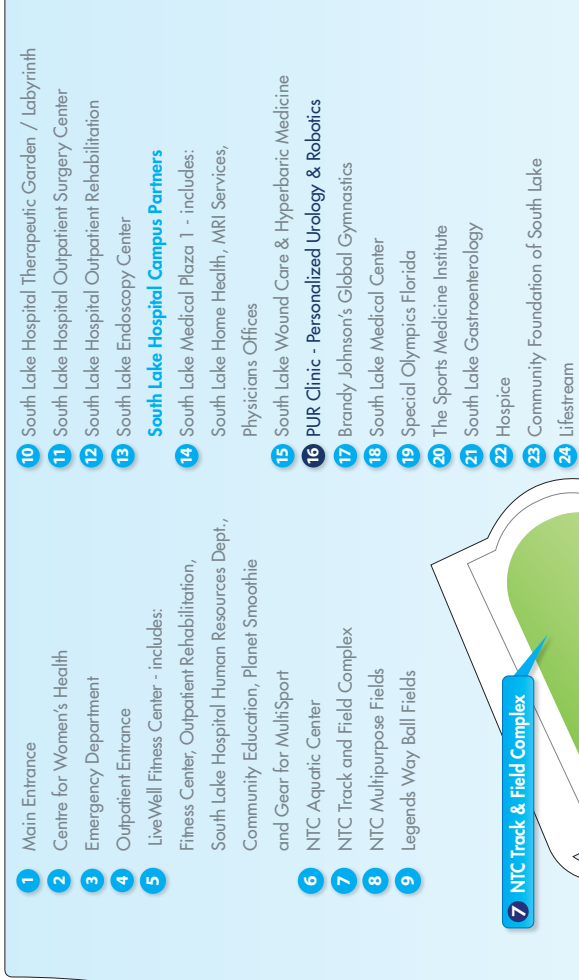 1 Main Entrance
2 Centre for Women's Health
3 Emergency Department
4 Outpatient Entrance
5 LiveWell Fitness Center - includes:
Fitness Center, Outpatient Rehabilitation,
South Lake Hospital Human Resources Dept.,
Community Education, Planet Smoothie
and Gear for MultiSport
6 NTC Aquatic Center
7 NTC Track and Field Complex
8 NTC Multipurpose Fields
9 Legends Way Ball Fields
10 South Lake Hospital Therapeutic Garden / Labyrinth
11 South Lake Hospital Outpatient Surgery Center
12 South Lake Hospital Outpatient Rehabilitation
13 South Lake Endoscopy Center
South Lake Hospital Campus Partners
14 South Lake Medical Plaza 1 - includes:
South Lake Home Health, MRI Services,
Physicians Offices
15 South Lake Wound Care & Hyperbaric Medicine
16 PUR Clinic - Personalized Urology & Robotics
17 Brandy Johnson's Global Gymnastics
18 South Lake Medical Center
19 Special Olympics Florida
20 The Sports Medicine Institute
21 South Lake Gastroenterology
22 Hospice
23 Community Foundation of South Lake
24 Lifestream
7 NTC Track & Field Complex